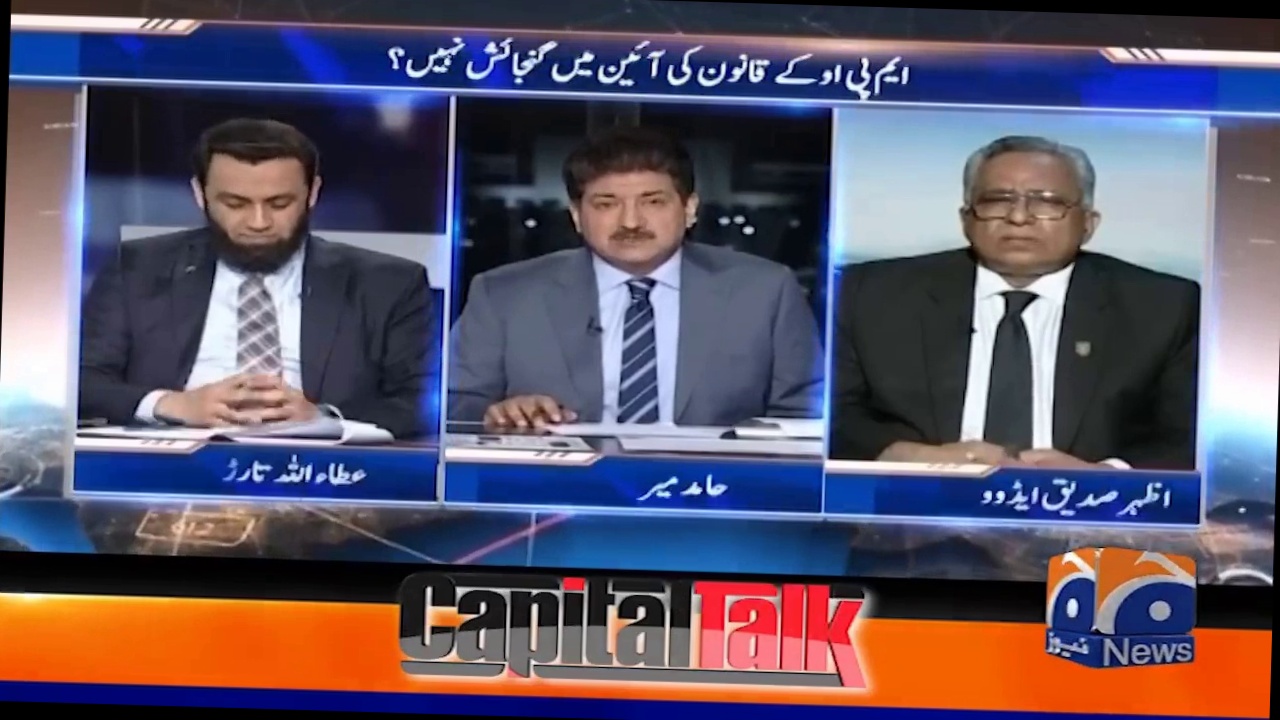 ایم پی او کے قانون کی آئین میں گنجائش نہیں؟
عطاء اللہ تارڑ
حامد میر
اظہر صدیق ایڈوو
Capital Talk
نیوز News